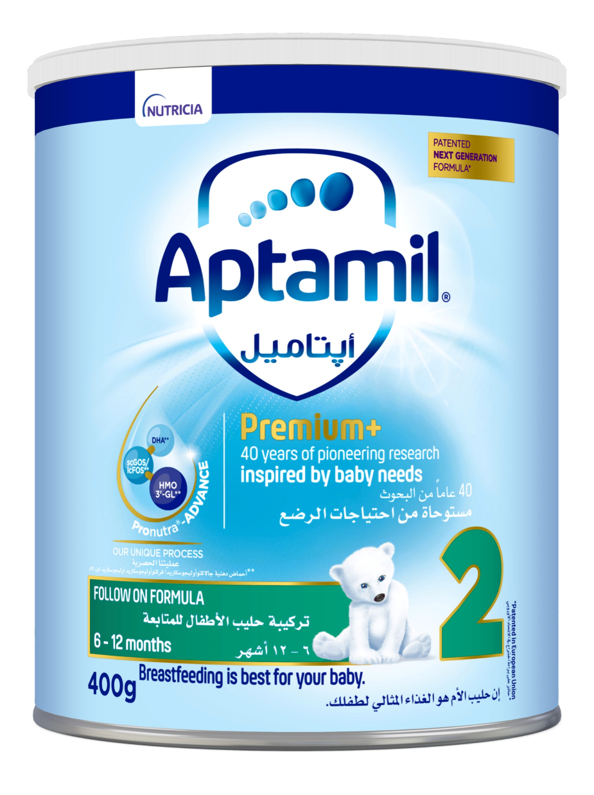 NUTRICIA
PATENTED
NEXT GENERATION
FORMULA*
Aptamil®
أپتاميل
Premium+
40 years of pioneering research
inspired by baby needs
40 عاماً من البحوث
مستوحاة من احتياجات الرضع
DHA**
scGOS/
lcFOS**
HMO
3'-GL**
Pronutra®-ADVANCE
OUR UNIQUE PROCESS
عمليتنا الحصرية
FOLLOW ON FORMULA
تركيبة حليب الأطفال للمتابعة
6 - 12 months
٦ - ١٢ أشهر
2
*Patented in European Union
400g
Breastfeeding is best for your baby.
إن حليب الأم هو الغذاء المثالي لطفلك.